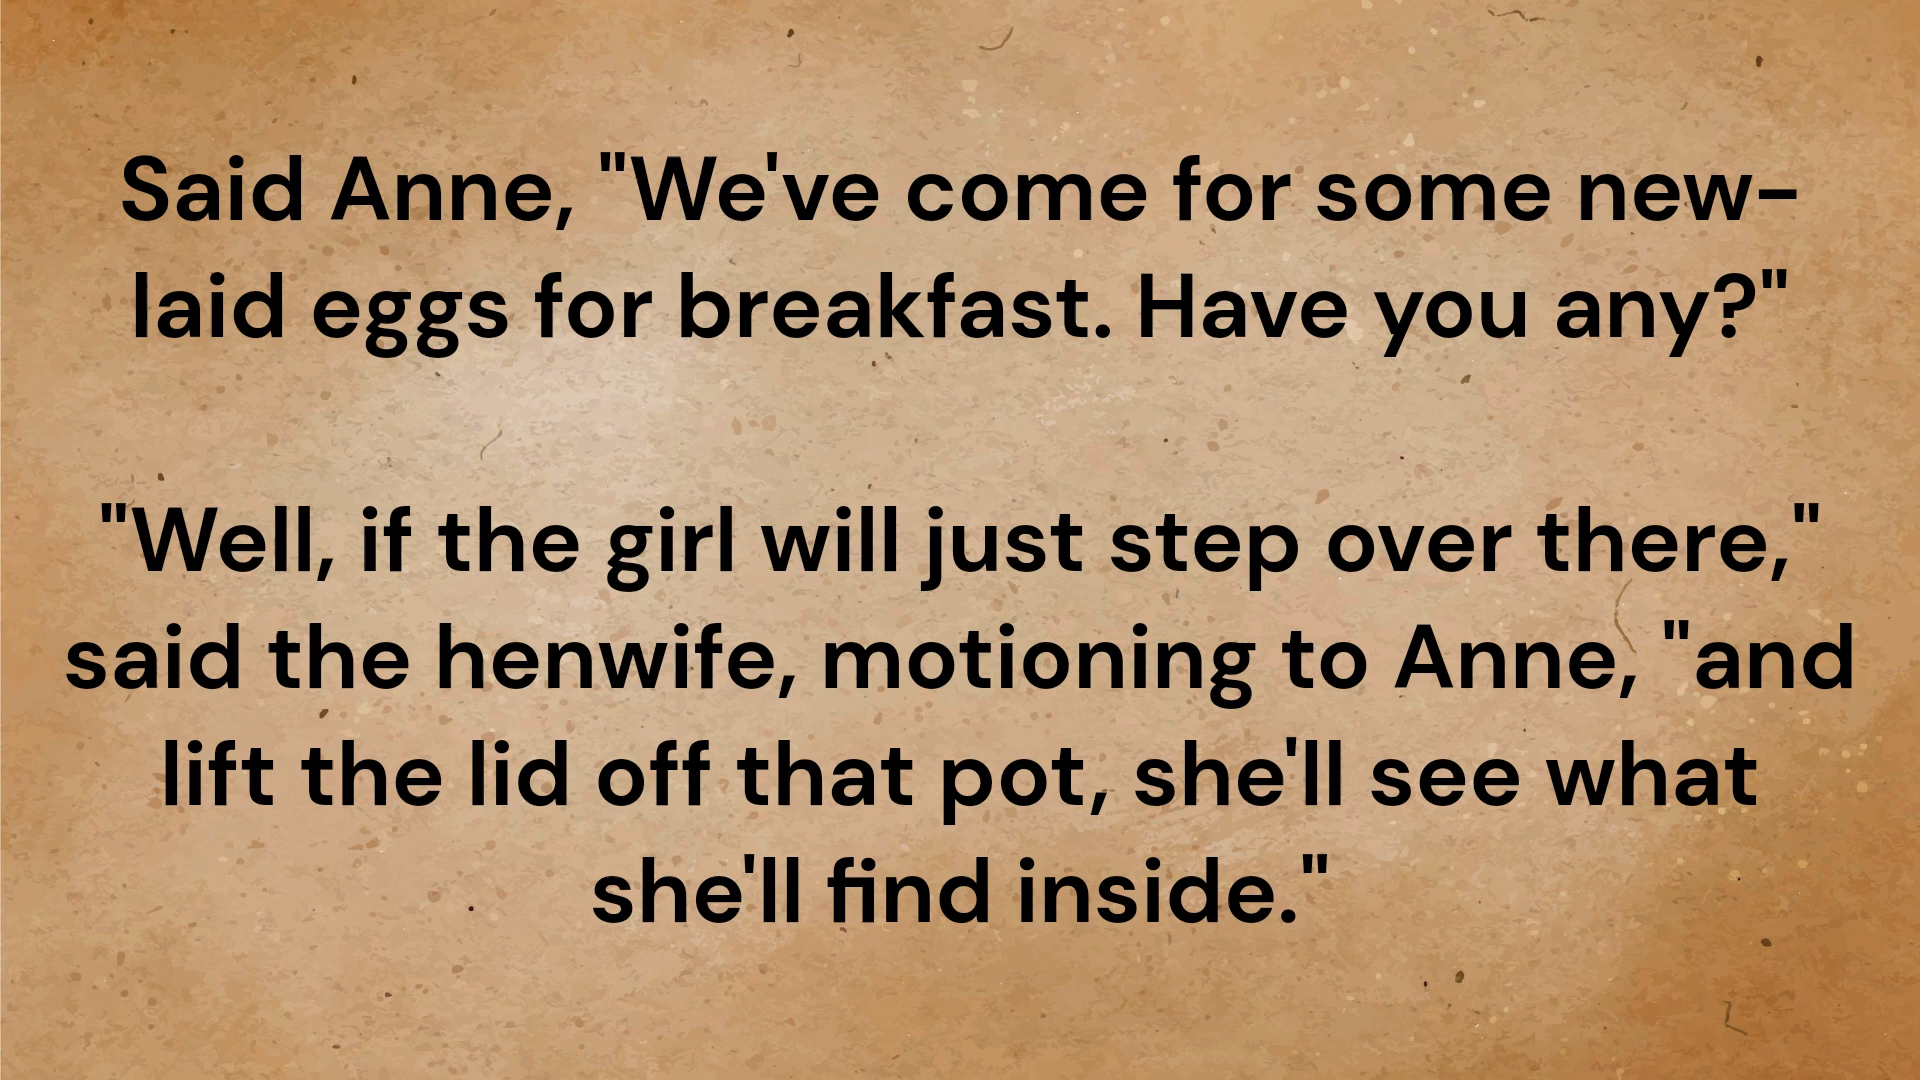 Said Anne, "We've come for some new-
laid eggs for breakfast. Have you any?"
"Well, if the girl will just step over there,"
said the henwife, motioning to Anne, "and
lift the lid off that pot, she'll see what
she'll find inside."